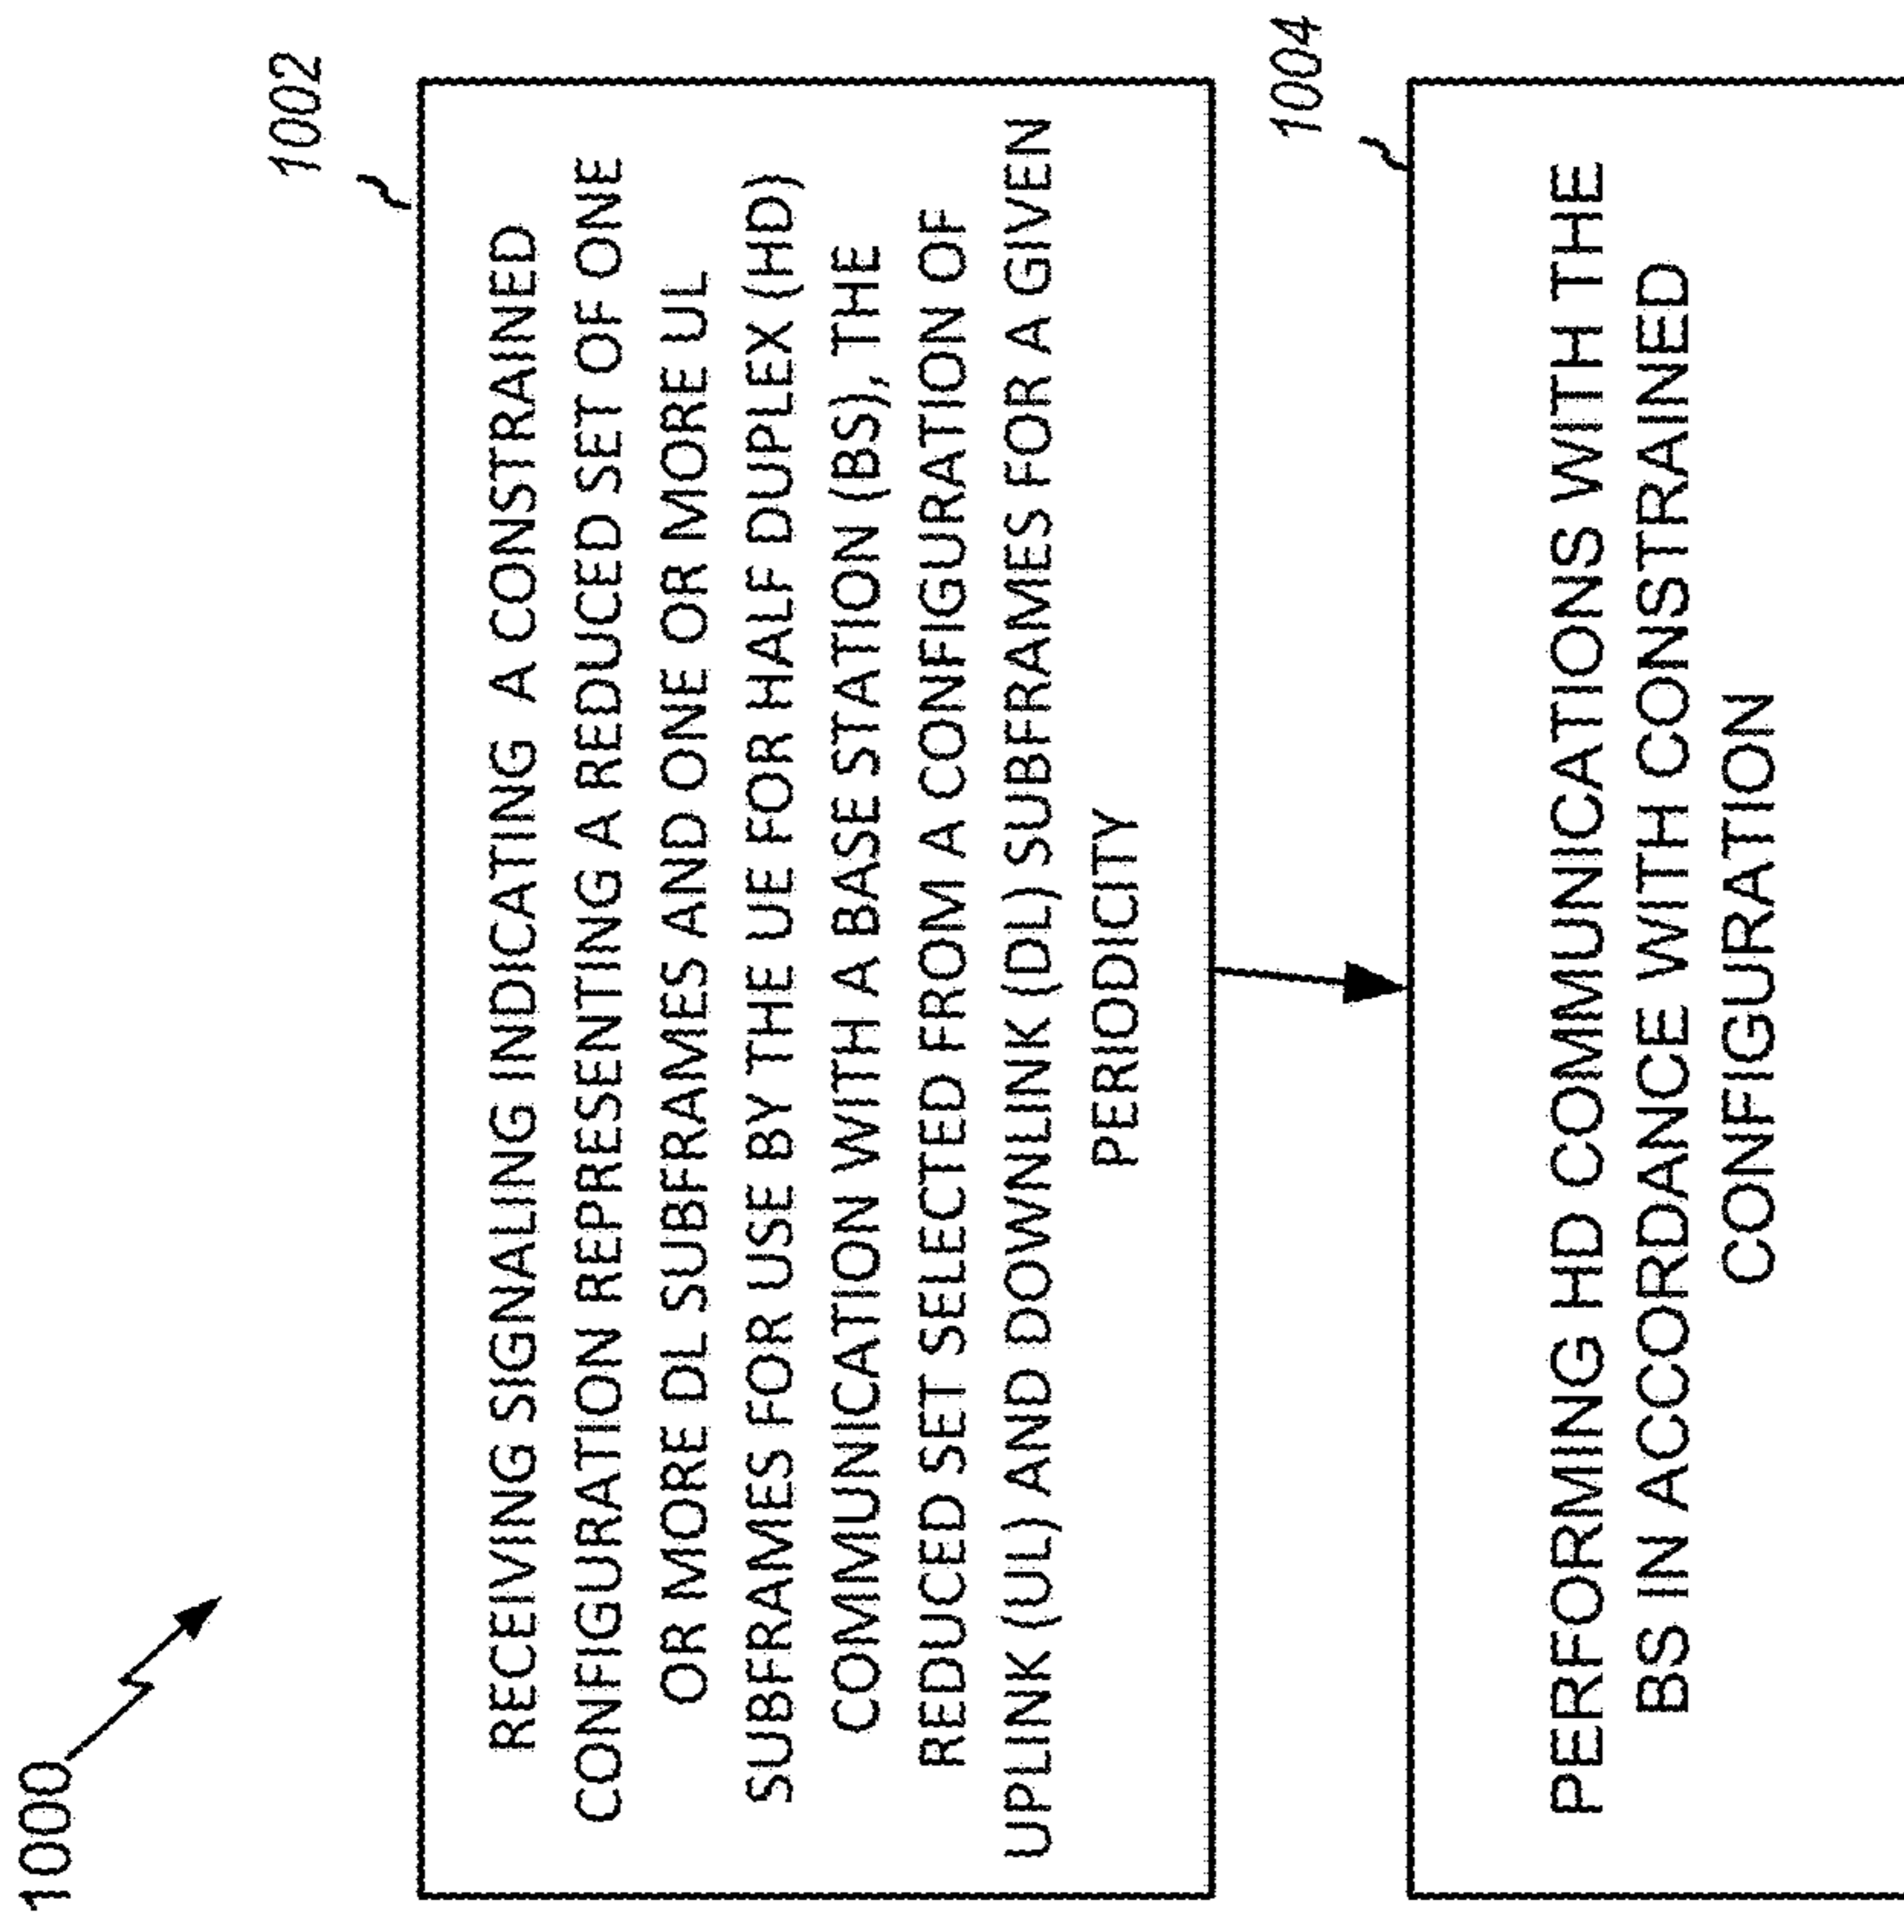 1000
1002
RECEIVING SIGNALING INDICATING A CONSTRAINED
CONFIGURATION REPRESENTING A REDUCED SET OF ONE
OR MORE DL SUBFRAMES AND ONE OR MORE UL
SUBFRAMES FOR USE BY THE UE FOR HALF DUPLEX (HD)
COMMUNICATION WITH A BASE STATION (BS), THE
REDUCED SET SELECTED FROM A CONFIGURATION OF
UPLINK (UL) AND DOWNLINK (DL) SUBFRAMES FOR A GIVEN
PERIODICITY
1004
PERFORMING HD COMMUNICATIONS WITH THE
BS IN ACCORDANCE WITH CONSTRAINED
CONFIGURATION